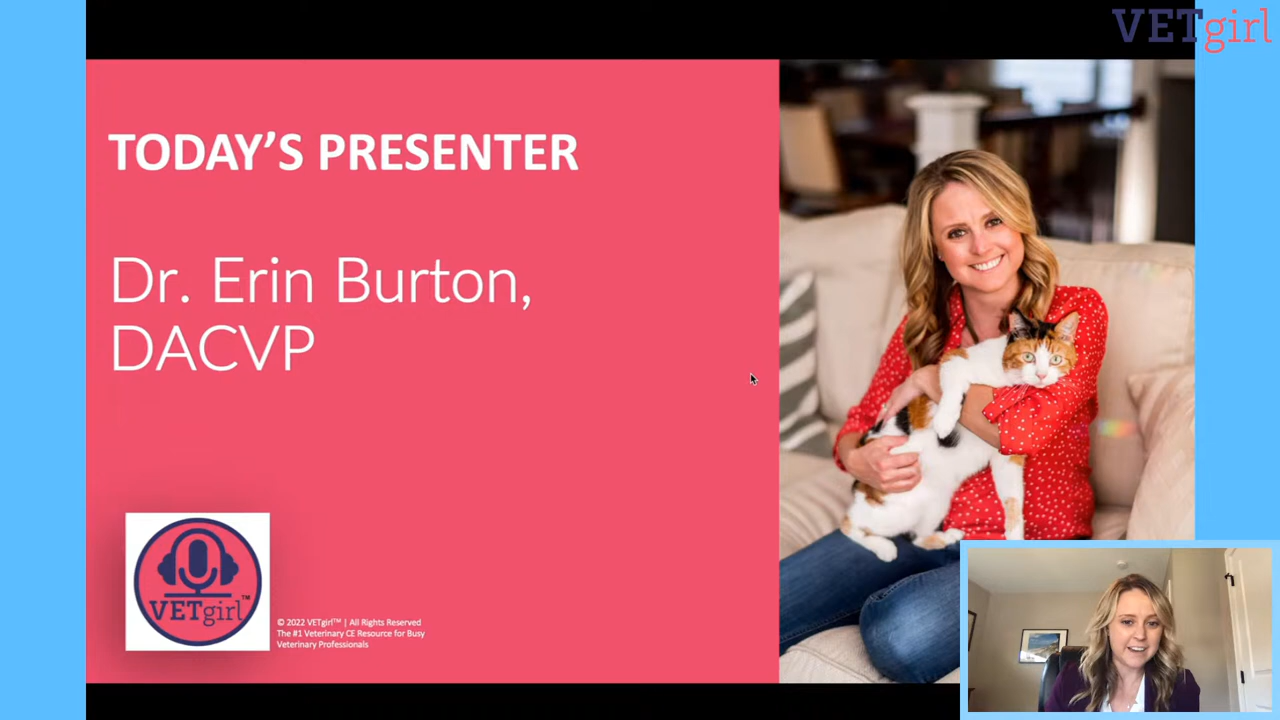 VETgirl
TODAY'S PRESENTER
Dr. Erin Burton,
DACVP
VETgirl™
© 2022 VETgirl™ | All Rights Reserved
The #1 Veterinary CE Resource for Busy
Veterinary Professionals